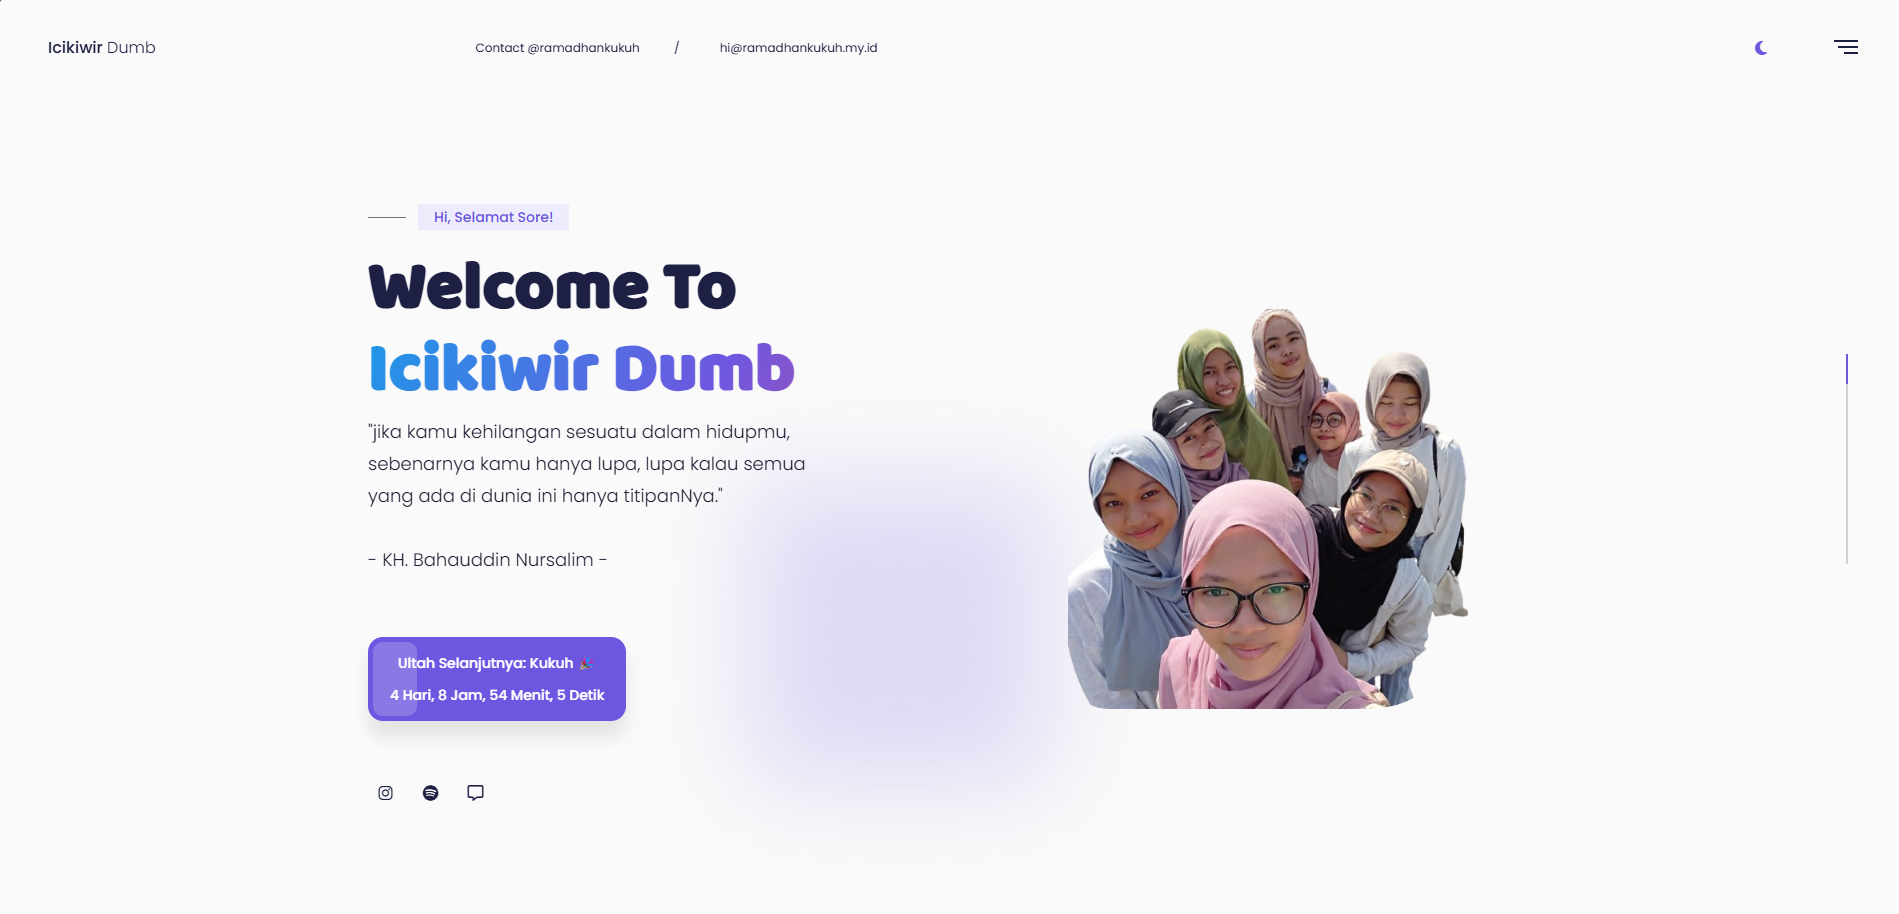 Icikiwir Dumb
Contact @ramadhankukuh / hi@ramadhankukuh.my.id
Hi, Selamat Sore!
Welcome To
Icikiwir Dumb
"jika kamu kehilangan sesuatu dalam hidupmu,
sebenarnya kamu hanya lupa, lupa kalau semua
yang ada di dunia ini hanya titipanNya."
- KH. Bahauddin Nursalim -
Ultah Selanjutnya: Kukuh 🎉
4 Hari, 8 Jam, 54 Menit, 5 Detik